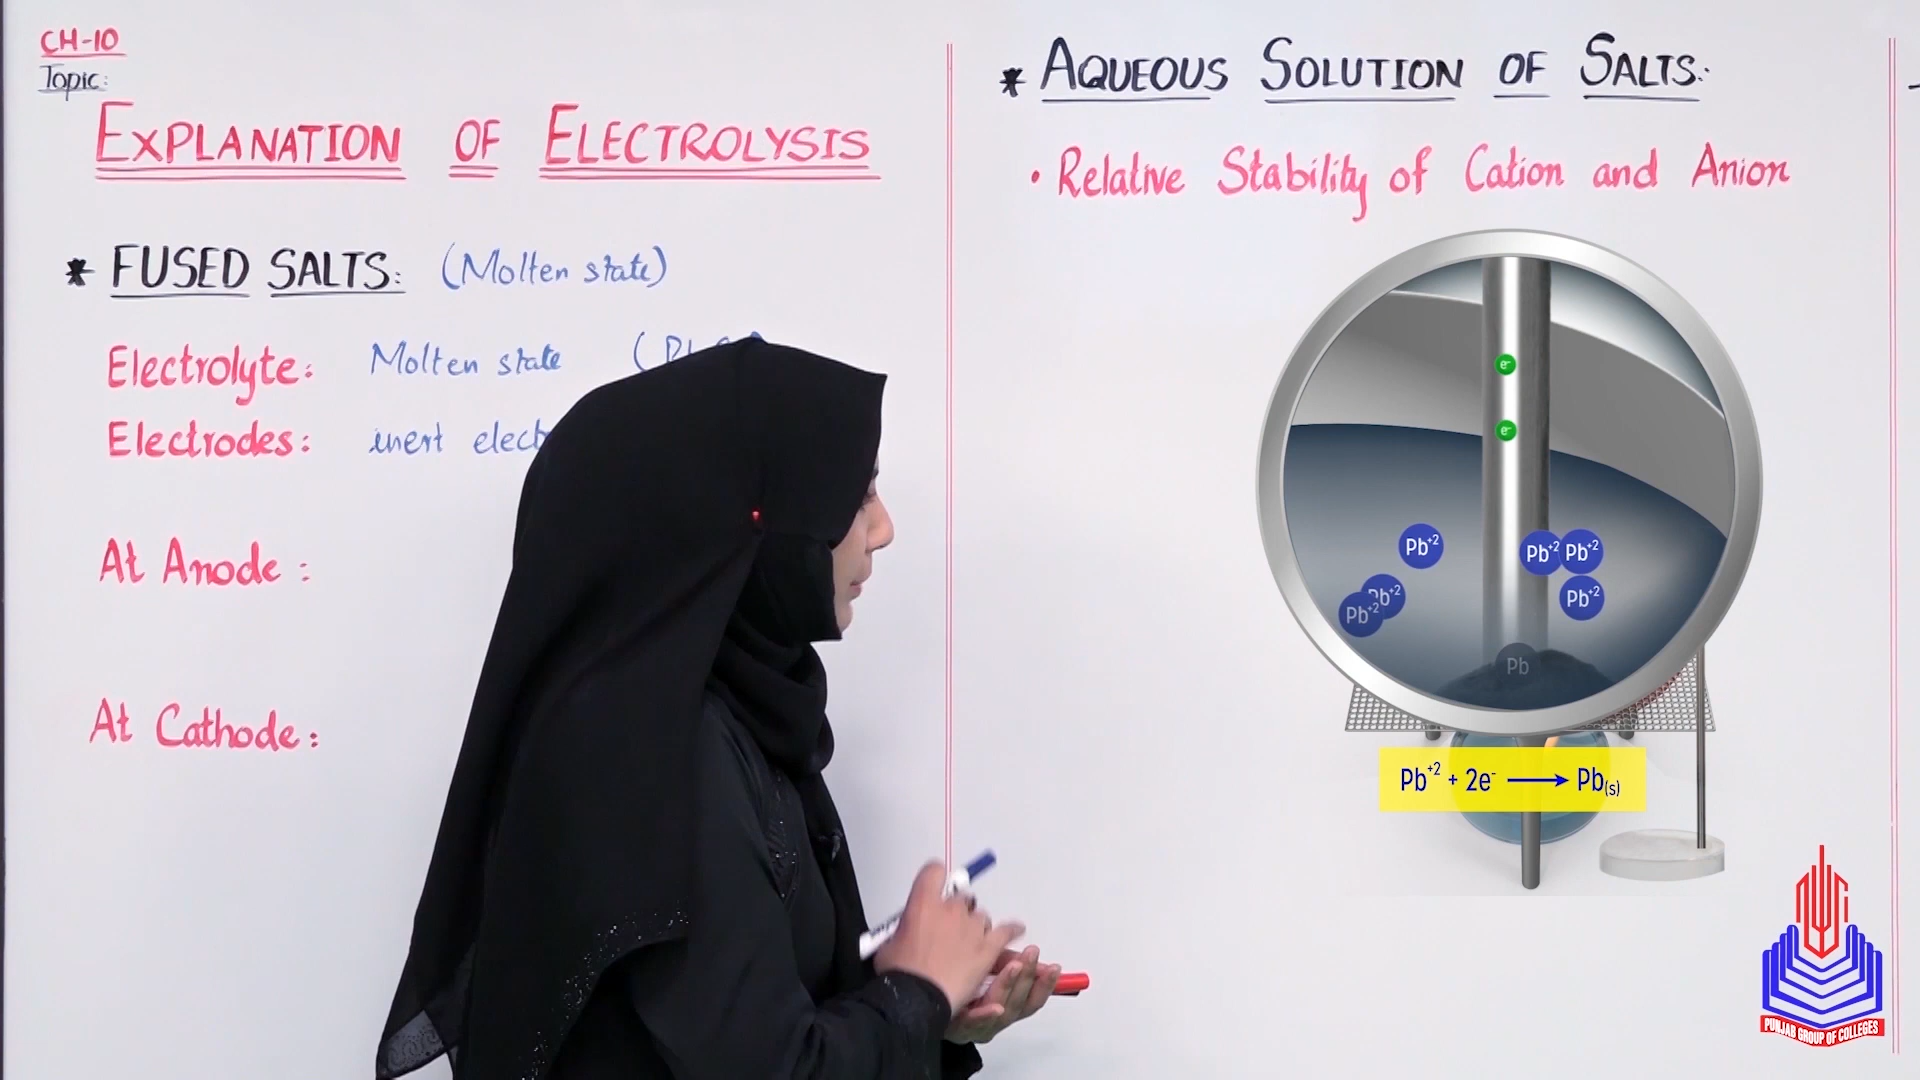 CH-10
Topic:
EXPLANATION OF ELECTROLYSIS
* FUSED SALTS: (Molten state)
Electrolyte: Molten state
Electrodes: inert
At Anode:
At Cathode:
* AQUEOUS SOLUTION OF SALTS:
• Relative Stability of Cation and Anion
e⁻
e⁻
Pb⁺² Pb⁺² Pb⁺²
Pb⁺² Pb⁺²
Pb⁺²
Pb
Pb⁺² + 2e⁻ → Pb(s)
PUNJAB GROUP OF COLLEGES